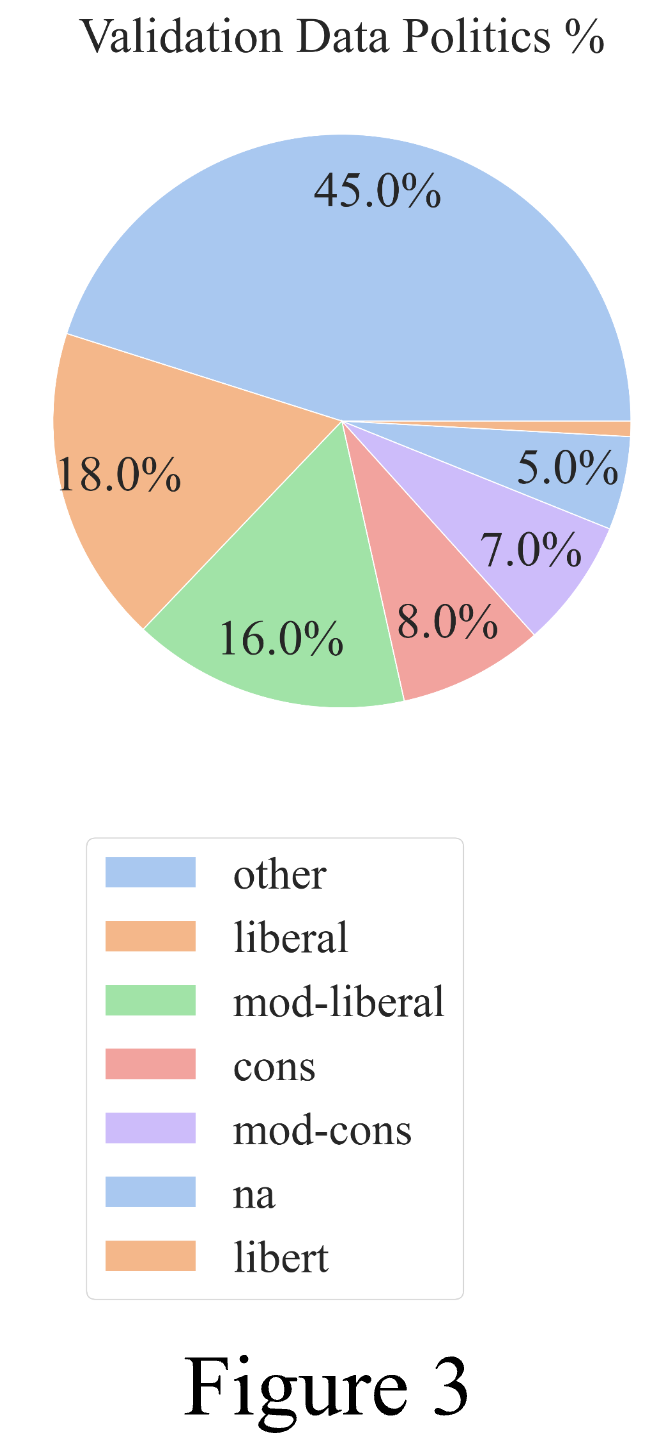 Validation Data Politics %
45.0%
18.0%
5.0%
7.0%
8.0%
16.0%
other
liberal
mod-liberal
cons
mod-cons
na
libert
Figure 3